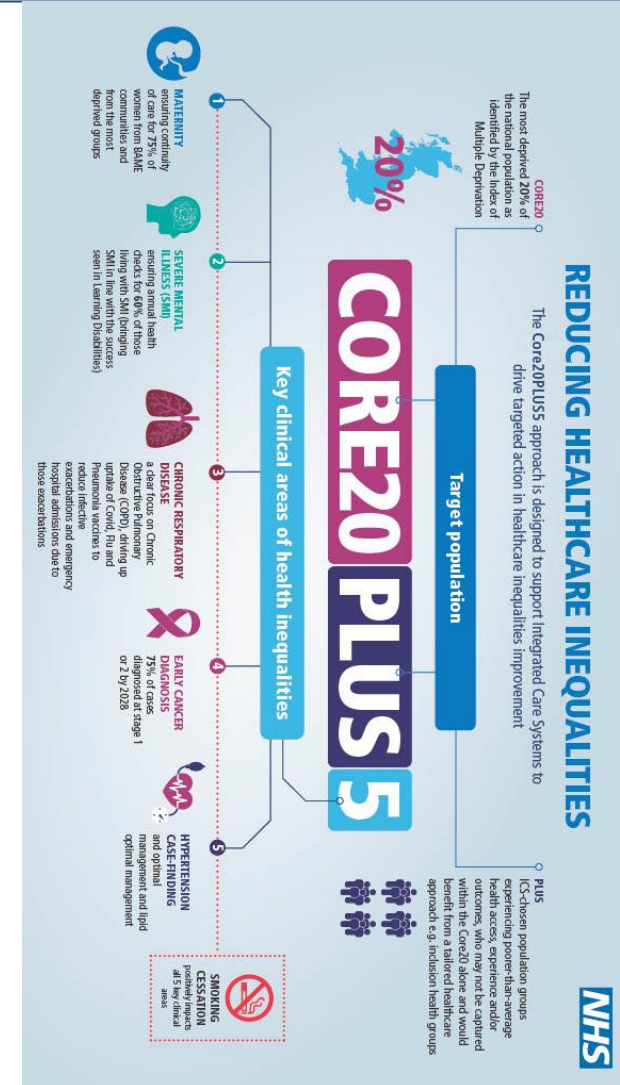 NHS
REDUCING HEALTHCARE INEQUALITIES
The Core20PLUS5 approach is designed to support Integrated Care Systems to
drive targeted action in healthcare inequalities improvement
CORE20
The most deprived 20% of
the national population as
identified by the Index of
Multiple Deprivation
Target population
PLUS
ICS-chosen population groups
experiencing poorer-than-average
health access, experience and/or
outcomes, who may not be captured
within the Core20 alone and would
benefit from a tailored healthcare
approach e.g. inclusion health groups
20%
CORE20 PLUS 5
Key clinical areas of health inequalities
1
MATERNITY
ensuring continuity
of care for 75% of
women from BAME
communities and
from the most
deprived groups
2
SEVERE MENTAL
ILLNESS (SMI)
ensuring annual health
checks for 60% of those
living with SMI (bringing
SMI in line with the success
seen in Learning Disabilities)
3
CHRONIC RESPIRATORY
DISEASE
a clear focus on Chronic
Obstructive Pulmonary
Disease (COPD), driving up
uptake of Covid, Flu and
Pneumonia vaccines to
reduce infective
exacerbations and emergency
hospital admissions due to
those exacerbations
4
EARLY CANCER
DIAGNOSIS
75% of cases
diagnosed at stage 1
or 2 by 2028
5
HYPERTENSION
CASE-FINDING
and optimal
management and lipid
optimal management
SMOKING
CESSATION
positively impacts
all 5 key clinical
areas